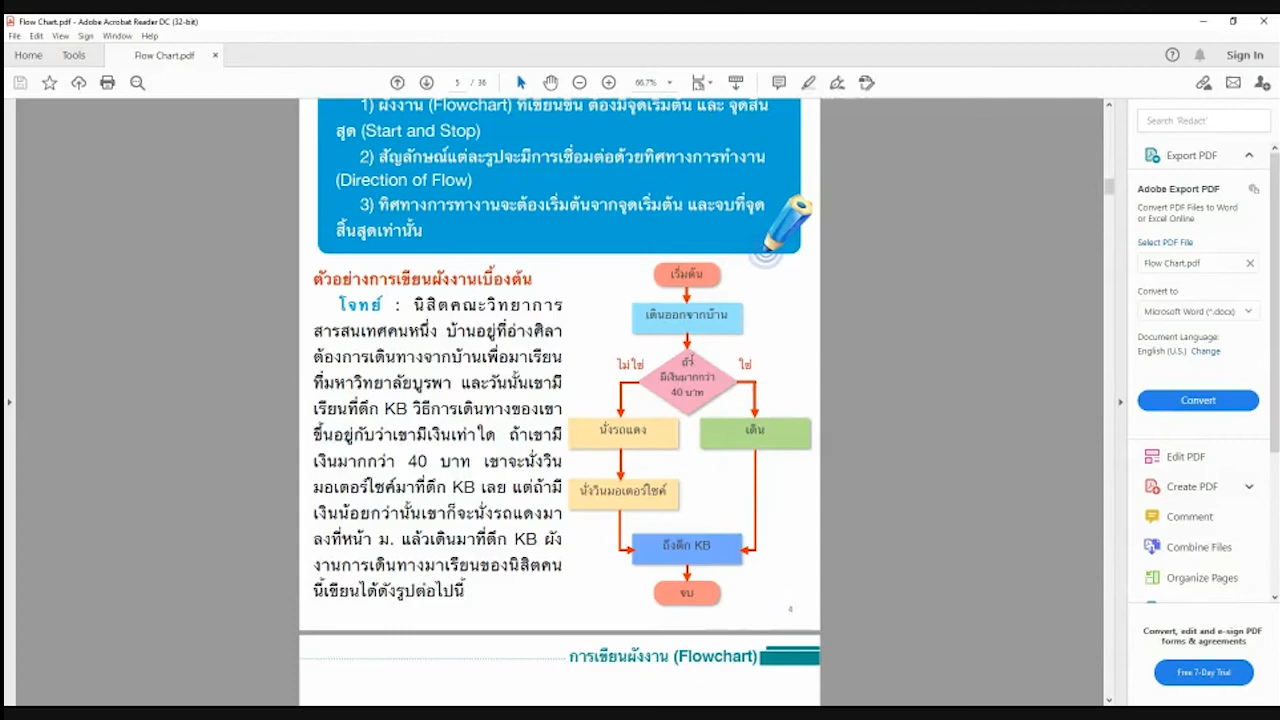 Flow Chart.pdf - Adobe Acrobat Reader DC (32-bit)
File Edit View Sign Window Help
Home Tools Flow Chart.pdf × Sign In
5 / 36 66.7%
1) ผังงาน (Flowchart) ที่เขียนขึ้น ต้องมีจุดเริ่มต้น และ จุดสิ้น
สุด (Start and Stop)
2) สัญลักษณ์แต่ละรูปจะมีการเชื่อมต่อด้วยทิศทางการทำงาน
(Direction of Flow)
3) ทิศทางการทางานจะต้องเริ่มต้นจากจุดเริ่มต้น และจบที่จุด
สิ้นสุดเท่านั้น
ตัวอย่างการเขียนผังงานเบื้องต้น
โจทย์ : นิสิตคณะวิทยาการ
สารสนเทศคนหนึ่ง บ้านอยู่ที่อ่างศิลา
ต้องการเดินทางจากบ้านเพื่อมาเรียน
ที่มหาวิทยาลัยบูรพา และวันนั้นเขามี
เรียนที่ตึก KB วิธีการเดินทางของเขา
ขึ้นอยู่กับว่าเขามีเงินเท่าใด ถ้าเขามี
เงินมากกว่า 40 บาท เขาจะนั่งวิน
มอเตอร์ไซค์มาที่ตึก KB เลย แต่ถ้ามี
เงินน้อยกว่านั้นเขาก็จะนั่งรถแดงมา
ลงที่หน้า ม. แล้วเดินมาที่ตึก KB ผัง
งานการเดินทางมาเรียนของนิสิตคน
นี้เขียนได้ดังรูปต่อไปนี้
เริ่มต้น
เดินออกจากบ้าน
ไม่ใช่
ใช่
มีเงินมากกว่า
40 บาท
นั่งรถแดง
เดิน
นั่งวินมอเตอร์ไซค์
ถึงตึก KB
จบ
4
การเขียนผังงาน (Flowchart)
Search 'Redact'
Export PDF
Adobe Export PDF
Convert PDF Files to Word
or Excel Online
Select PDF File
Flow Chart.pdf
Convert to
Microsoft Word (*.docx)
Document Language:
English (U.S.) Change
Convert
Edit PDF
Create PDF
Comment
Combine Files
Organize Pages
Convert, edit and e-sign PDF
forms & agreements
Free 7-Day Trial